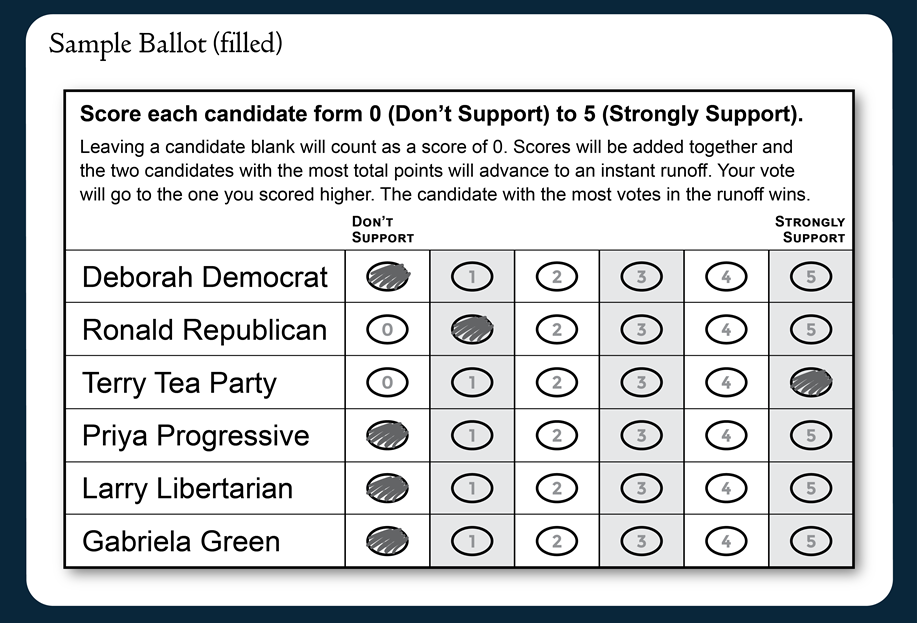 Sample Ballot (filled)
Score each candidate form 0 (Don't Support) to 5 (Strongly Support).
Leaving a candidate blank will count as a score of 0. Scores will be added together and
the two candidates with the most total points will advance to an instant runoff. Your vote
will go to the one you scored higher. The candidate with the most votes in the runoff wins.
DON'T
SUPPORT
STRONGLY
SUPPORT
Deborah Democrat 1 2 3 4 5
Ronald Republican 0 2 3 4 5
Terry Tea Party 0 1 2 3 4
Priya Progressive 1 2 3 4 5
Larry Libertarian 1 2 3 4 5
Gabriela Green 1 2 3 4 5